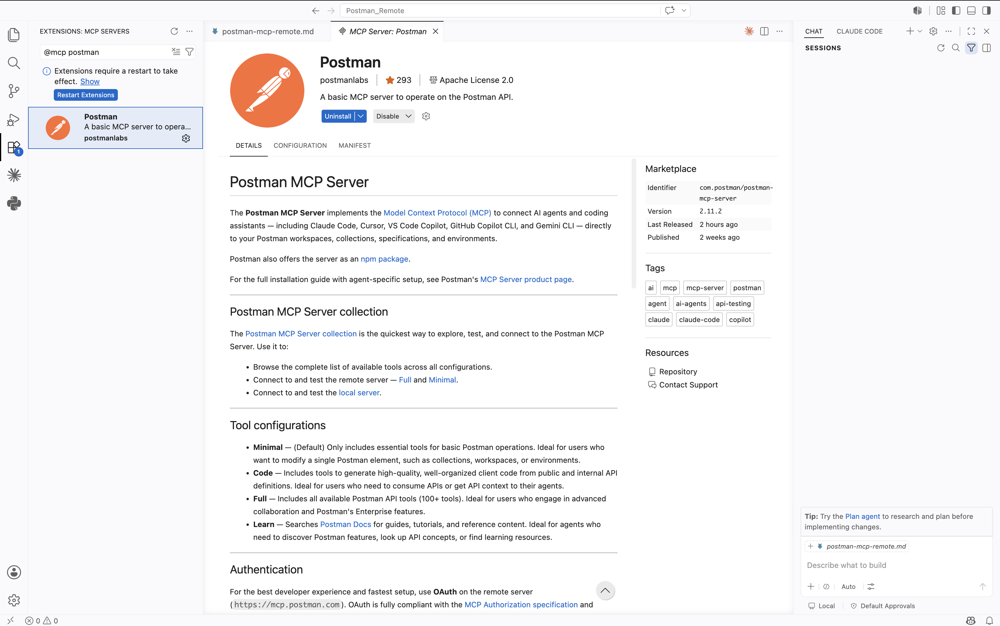 Postman_Remote
EXTENSIONS: MCP SERVERS
@mcp postman
Extensions require a restart to take
effect. Show
Restart Extensions
Postman
A basic MCP server to opera...
postmanlabs
1
postman-mcp-remote.md
MCP Server: Postman
Postman
postmanlabs
293
Apache License 2.0
A basic MCP server to operate on the Postman API.
Uninstall
Disable
DETAILS
CONFIGURATION
MANIFEST
Postman MCP Server
The Postman MCP Server implements the Model Context Protocol (MCP) to connect AI agents and coding
assistants — including Claude Code, Cursor, VS Code Copilot, GitHub Copilot CLI, and Gemini CLI — directly
to your Postman workspaces, collections, specifications, and environments.
Postman also offers the server as an npm package.
For the full installation guide with agent-specific setup, see Postman's MCP Server product page.
Postman MCP Server collection
The Postman MCP Server collection is the quickest way to explore, test, and connect to the Postman MCP
Server. Use it to:
• Browse the complete list of available tools across all configurations.
• Connect to and test the remote server — Full and Minimal.
• Connect to and test the local server.
Tool configurations
• Minimal — (Default) Only includes essential tools for basic Postman operations. Ideal for users who
want to modify a single Postman element, such as collections, workspaces, or environments.
• Code — Includes tools to generate high-quality, well-organized client code from public and internal API
definitions. Ideal for users who need to consume APIs or get API context to their agents.
• Full — Includes all available Postman API tools (100+ tools). Ideal for users who engage in advanced
collaboration and Postman's Enterprise features.
• Learn — Searches Postman Docs for guides, tutorials, and reference content. Ideal for agents who
need to discover Postman features, look up API concepts, or find learning resources.
Authentication
For the best developer experience and fastest setup, use OAuth on the remote server
(https://mcp.postman.com). OAuth is fully compliant with the MCP Authorization specification and
Marketplace
Identifier com.postman/postman-
mcp-server
Version 2.11.2
Last Released 2 hours ago
Published 2 weeks ago
Tags
ai mcp mcp-server postman
agent ai-agents api-testing
claude claude-code copilot
Resources
Repository
Contact Support
CHAT
CLAUDE CODE
SESSIONS
Tip: Try the Plan agent to research and plan before
implementing changes.
postman-mcp-remote.md
Describe what to build
Auto
Local
Default Approvals
0 0